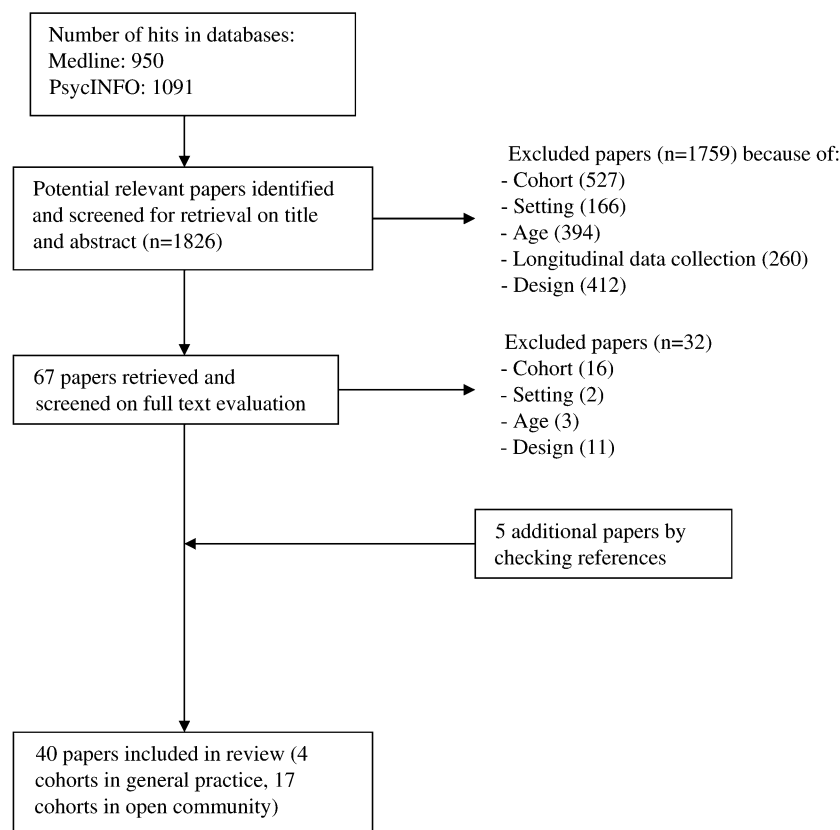 Number of hits in databases:
Medline: 950
PsycINFO: 1091
Potential relevant papers identified
and screened for retrieval on title
and abstract (n=1826)
Excluded papers (n=1759) because of:
- Cohort (527)
- Setting (166)
- Age (394)
- Longitudinal data collection (260)
- Design (412)
67 papers retrieved and
screened on full text evaluation
Excluded papers (n=32)
- Cohort (16)
- Setting (2)
- Age (3)
- Design (11)
5 additional papers by
checking references
40 papers included in review (4
cohorts in general practice, 17
cohorts in open community)